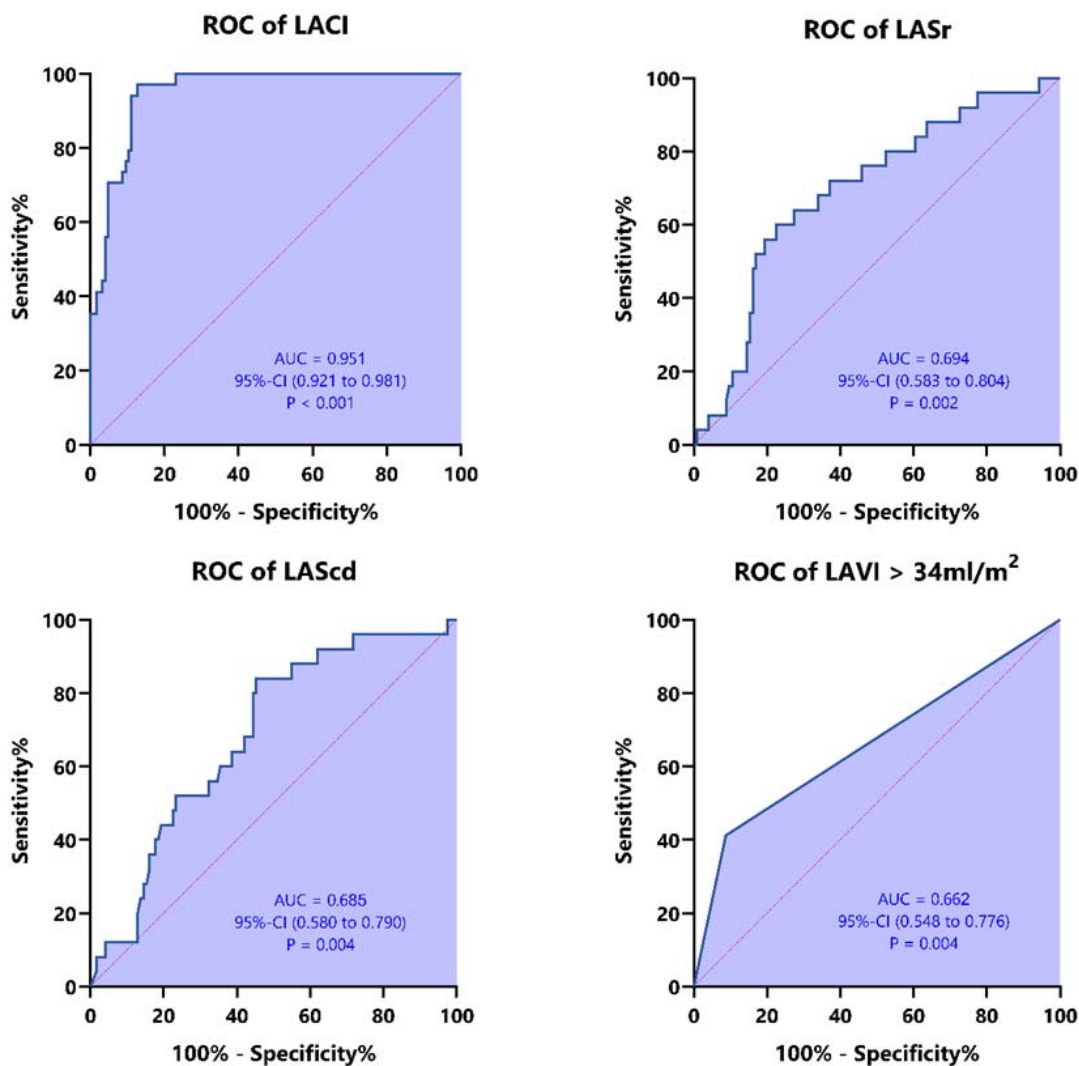 ROC of LACI
100
80
60
40
20
0
Sensitivity%
AUC = 0.951
95%-CI (0.921 to 0.981)
P < 0.001
0 20 40 60 80 100
100% - Specificity%
ROC of LASr
100
80
60
40
20
0
Sensitivity%
AUC = 0.694
95%-CI (0.583 to 0.804)
P = 0.002
0 20 40 60 80 100
100% - Specificity%
ROC of LAScd
100
80
60
40
20
0
Sensitivity%
AUC = 0.685
95%-CI (0.580 to 0.790)
P = 0.004
0 20 40 60 80 100
100% - Specificity%
ROC of LAVI > 34ml/m²
100
80
60
40
20
0
Sensitivity%
AUC = 0.662
95%-CI (0.548 to 0.776)
P = 0.004
0 20 40 60 80 100
100% - Specificity%